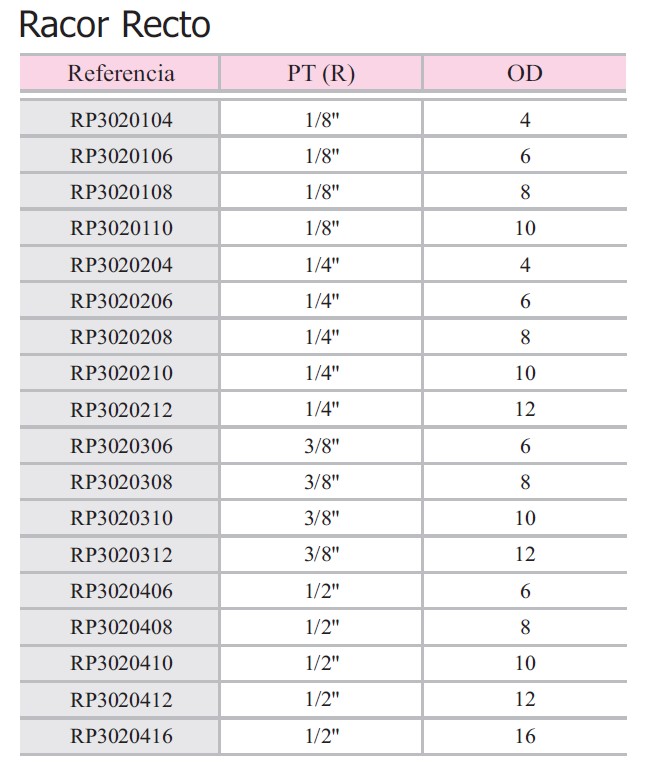 Racor Recto
Referencia PT (R) OD
RP3020104 1/8" 4
RP3020106 1/8" 6
RP3020108 1/8" 8
RP3020110 1/8" 10
RP3020204 1/4" 4
RP3020206 1/4" 6
RP3020208 1/4" 8
RP3020210 1/4" 10
RP3020212 1/4" 12
RP3020306 3/8" 6
RP3020308 3/8" 8
RP3020310 3/8" 10
RP3020312 3/8" 12
RP3020406 1/2" 6
RP3020408 1/2" 8
RP3020410 1/2" 10
RP3020412 1/2" 12
RP3020416 1/2" 16